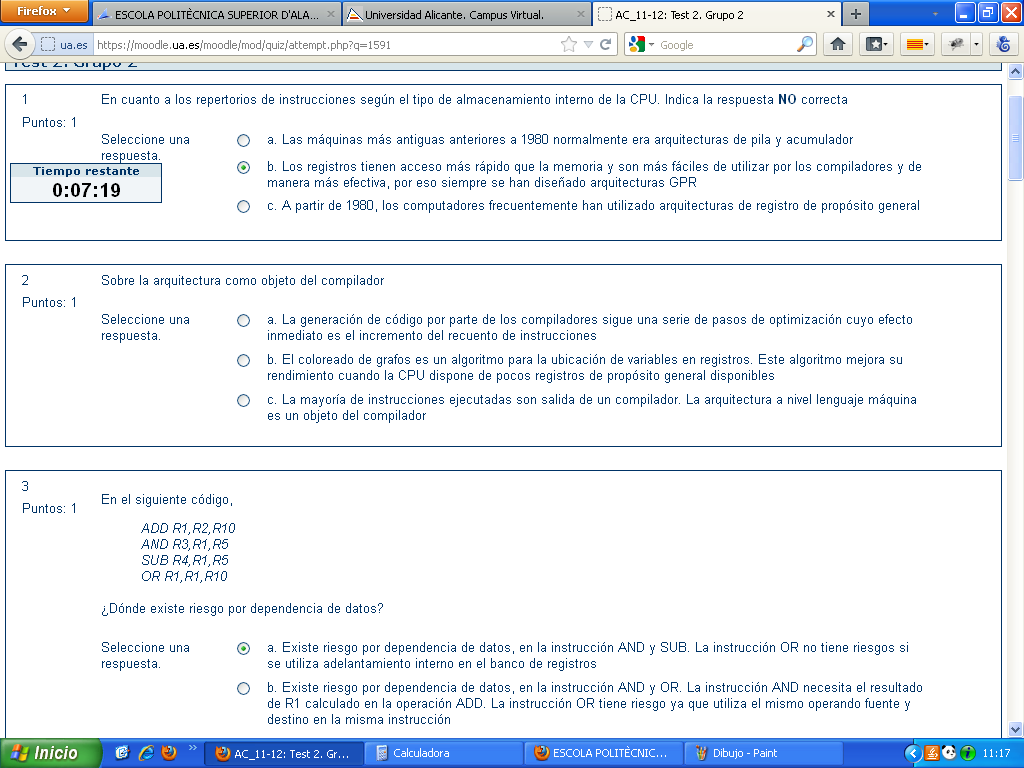 Firefox
ESCOLA POLITÈCNICA SUPERIOR D'ALA...
Universidad Alicante. Campus Virtual.
AC_11-12: Test 2. Grupo 2
ua.es
https://moodle.ua.es/moodle/mod/quiz/attempt.php?q=1591
Google
Test 2. Grupo 2
1
Puntos: 1
En cuanto a los repertorios de instrucciones según el tipo de almacenamiento interno de la CPU. Indica la respuesta NO correcta
Seleccione una
respuesta.
a. Las máquinas más antiguas anteriores a 1980 normalmente era arquitecturas de pila y acumulador
b. Los registros tienen acceso más rápido que la memoria y son más fáciles de utilizar por los compiladores y de
manera más efectiva, por eso siempre se han diseñado arquitecturas GPR
c. A partir de 1980, los computadores frecuentemente han utilizado arquitecturas de registro de propósito general
Tiempo restante
0:07:19
2
Puntos: 1
Sobre la arquitectura como objeto del compilador
Seleccione una
respuesta.
a. La generación de código por parte de los compiladores sigue una serie de pasos de optimización cuyo efecto
inmediato es el incremento del recuento de instrucciones
b. El coloreado de grafos es un algoritmo para la ubicación de variables en registros. Este algoritmo mejora su
rendimiento cuando la CPU dispone de pocos registros de propósito general disponibles
c. La mayoría de instrucciones ejecutadas son salida de un compilador. La arquitectura a nivel lenguaje máquina
es un objeto del compilador
3
Puntos: 1
En el siguiente código,
ADD R1,R2,R10
AND R3,R1,R5
SUB R4,R1,R5
OR R1,R1,R10
¿Dónde existe riesgo por dependencia de datos?
Seleccione una
respuesta.
a. Existe riesgo por dependencia de datos, en la instrucción AND y SUB. La instrucción OR no tiene riesgos si
se utiliza adelantamiento interno en el banco de registros
b. Existe riesgo por dependencia de datos, en la instrucción AND y OR. La instrucción AND necesita el resultado
de R1 calculado en la operación ADD. La instrucción OR tiene riesgo ya que utiliza el mismo operando fuente y
destino en la misma instrucción
Inicio
AC_11-12: Test 2. Gr...
Calculadora
ESCOLA POLITÈCNIC...
Dibujo - Paint
11:17